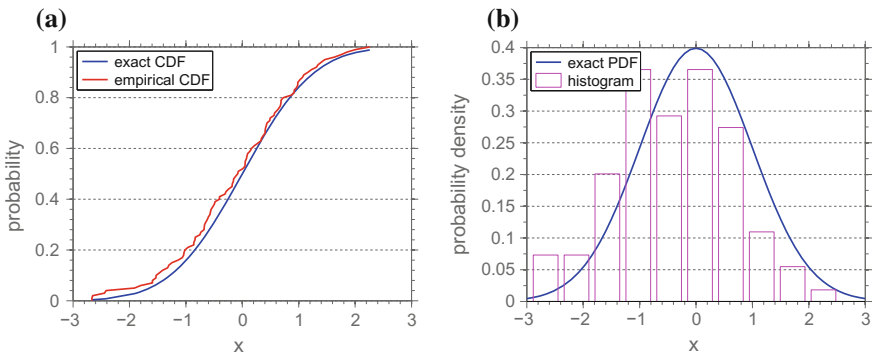 (a)
exact CDF
empirical CDF
probability
1
0.8
0.6
0.4
0.2
0
−3
−2
−1
0
1
2
3
x
(b)
exact PDF
histogram
probability density
0.4
0.35
0.3
0.25
0.2
0.15
0.1
0.05
0
−3
−2
−1
0
1
2
3
x